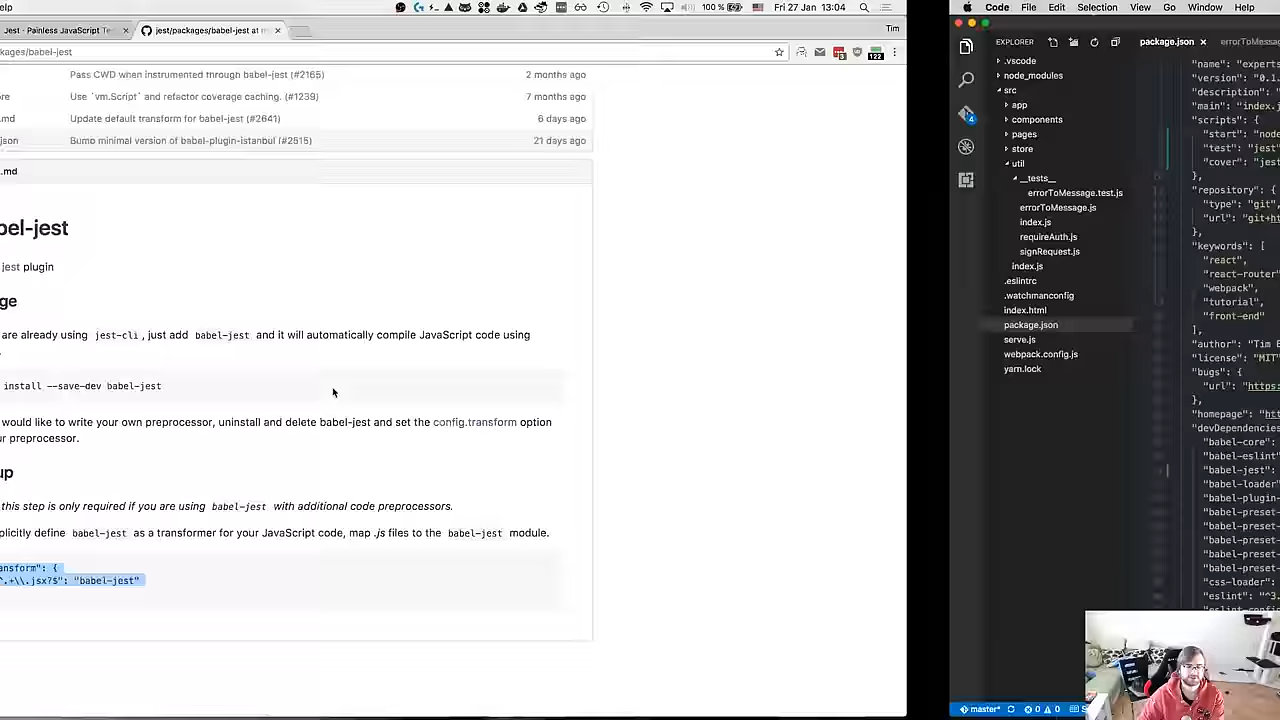 elp
100 %
Fri 27 Jan 13:04
Jest · Painless JavaScript Te
jest/packages/babel-jest at m
Tim
kages/babel-jest
122
Pass CWD when instrumented through babel-jest (#2165)
2 months ago
ore
Use `vm.Script` and refactor coverage caching. (#1239)
7 months ago
.md
Update default transform for babel-jest (#2641)
6 days ago
json
Bump minimal version of babel-plugin-istanbul (#2515)
21 days ago
.md
bel-jest
jest plugin
ge
are already using jest-cli, just add babel-jest and it will automatically compile JavaScript code using
.
install --save-dev babel-jest
would like to write your own preprocessor, uninstall and delete babel-jest and set the config.transform option
ur preprocessor.
up
this step is only required if you are using babel-jest with additional code preprocessors.
plicitly define babel-jest as a transformer for your JavaScript code, map .js files to the babel-jest module.
ansform": {
^.+\\.jsx?$": "babel-jest"
Code
File
Edit
Selection
View
Go
Window
Help
EXPLORER
package.json
errorToMessage
.vscode
node_modules
src
app
components
pages
store
util
__tests__
errorToMessage.test.js
errorToMessage.js
index.js
requireAuth.js
signRequest.js
index.js
.eslintrc
.watchmanconfig
index.html
package.json
serve.js
webpack.config.js
yarn.lock
4
"name": "experts
"version": "0.1.
"description": "
"main": "index.j
"scripts": {
"start": "node
"test": "jest"
"cover": "jest
},
"repository": {
"type": "git",
"url": "git+ht
},
"keywords": [
"react",
"react-router"
"webpack",
"tutorial",
"front-end"
],
"author": "Tim E
"license": "MIT"
"bugs": {
"url": "https:
},
"homepage": "htt
"devDependencies
"babel-core":
"babel-eslint"
"babel-jest":
"babel-loader"
"babel-plugin-
"babel-preset-
"babel-preset-
"babel-preset-
"babel-preset-
"babel-preset-
"css-loader":
"eslint": "^3.
"eslint-config
master*
0
0